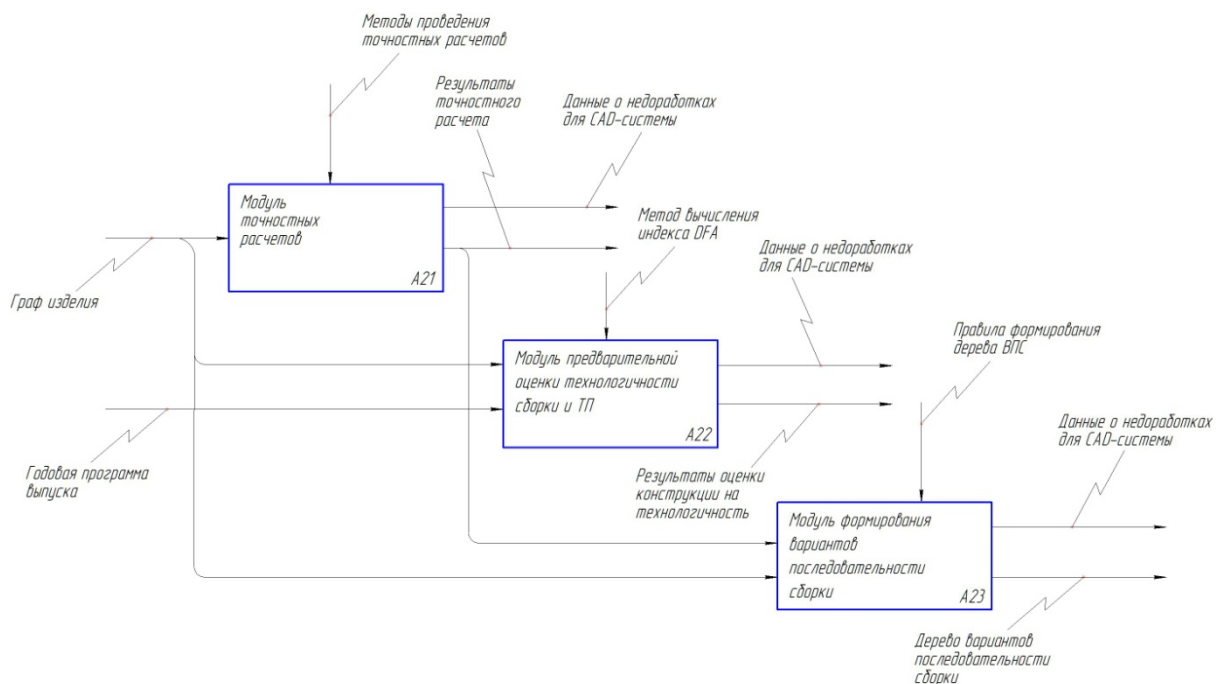 Методы проведения
точностных расчетов
Результаты
точностного
расчета
Данные о недоработках
для CAD-системы
Модуль
точностных
расчетов
A21
Граф изделия
Метод вычисления
индекса DFA
Данные о недоработках
для CAD-системы
Модуль предварительной
оценки технологичности
сборки и ТП
A22
Годовая программа
выпуска
Результаты оценки
конструкции на
технологичность
Правила формирования
дерева ВПС
Данные о недоработках
для CAD-системы
Модуль формирования
вариантов
последовательности
сборки
A23
Дерево вариантов
последовательности
сборки